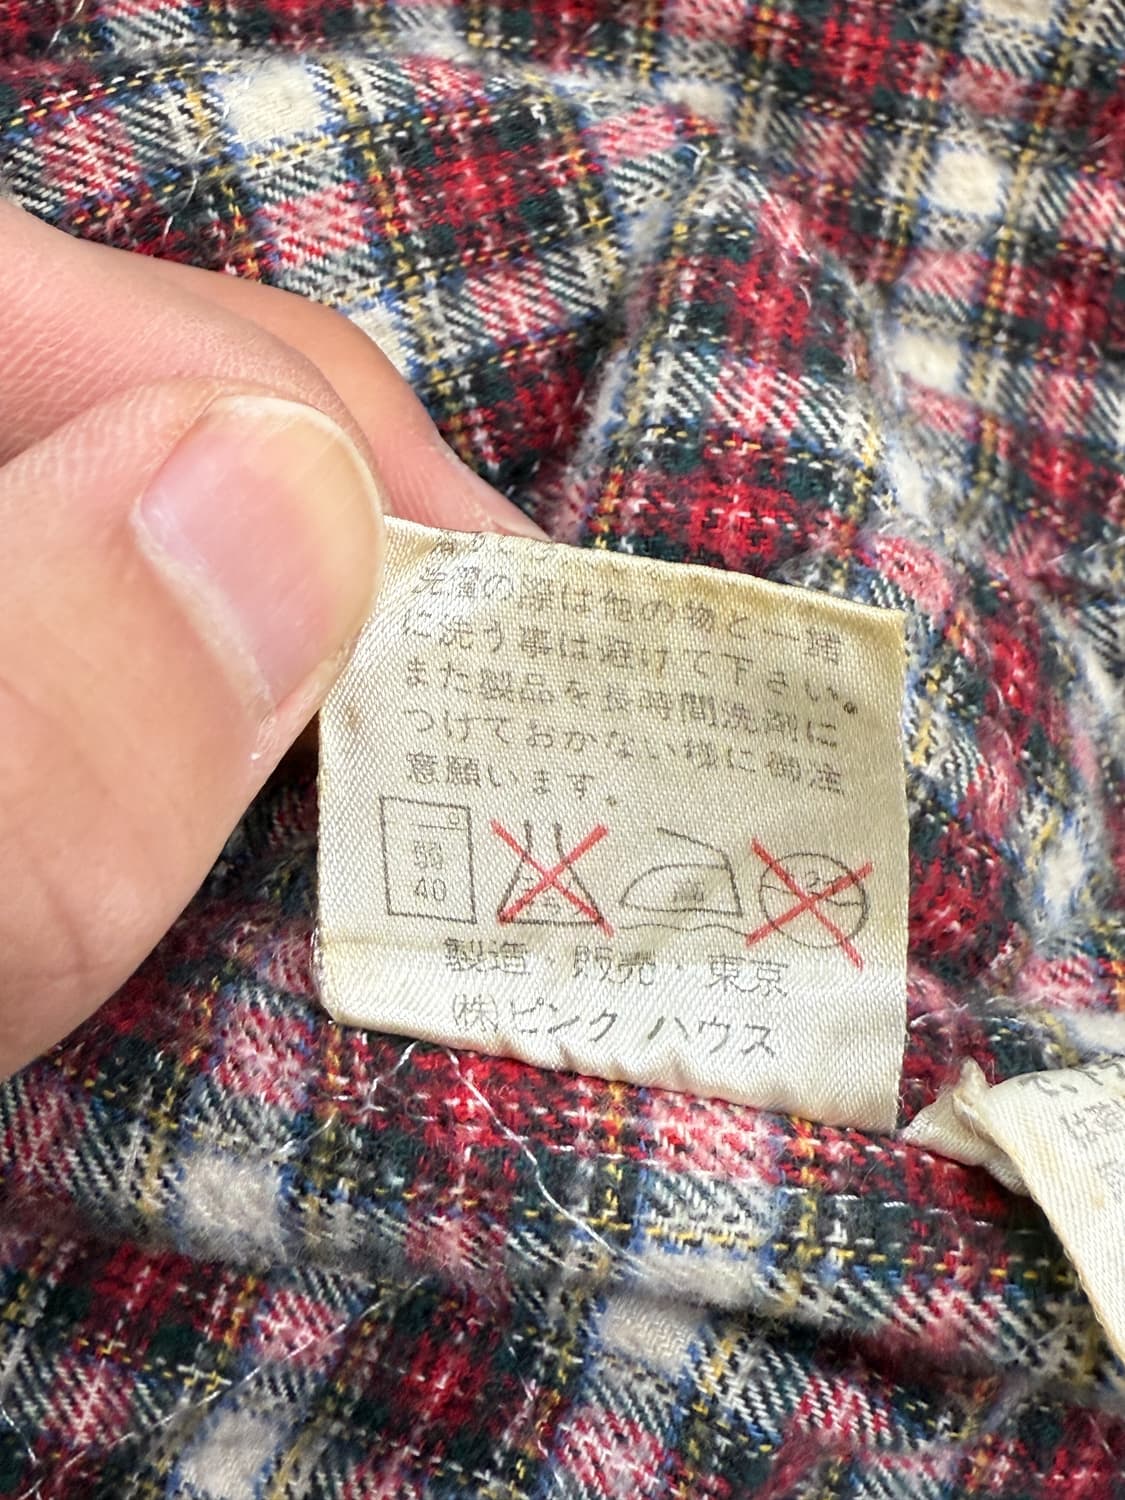 洗濯の際は他の物と一緒
に洗う事は避けて下さい。
また製品を長時間洗剤に
つけておかない様に御注
意願います。
40
中
製造・販売・東京
(株)ピンク ハウス